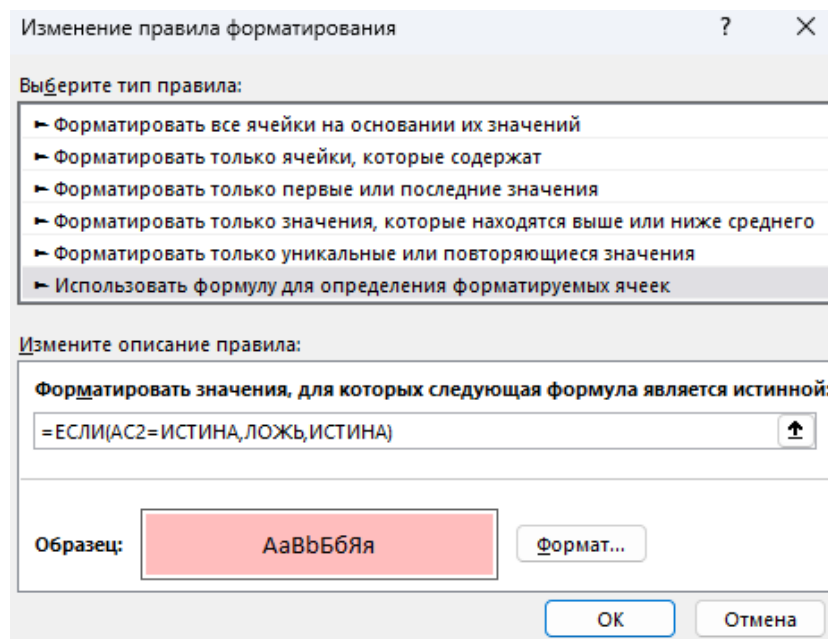 Изменение правила форматирования ? ×
Выберите тип правила:
► Форматировать все ячейки на основании их значений
► Форматировать только ячейки, которые содержат
► Форматировать только первые или последние значения
► Форматировать только значения, которые находятся выше или ниже среднего
► Форматировать только уникальные или повторяющиеся значения
► Использовать формулу для определения форматируемых ячеек
Измените описание правила:
Форматировать значения, для которых следующая формула является истинной:
=ЕСЛИ(AC2=ИСТИНА,ЛОЖЬ,ИСТИНА)
Образец: АаВbБбЯя Формат...
ОК Отмена